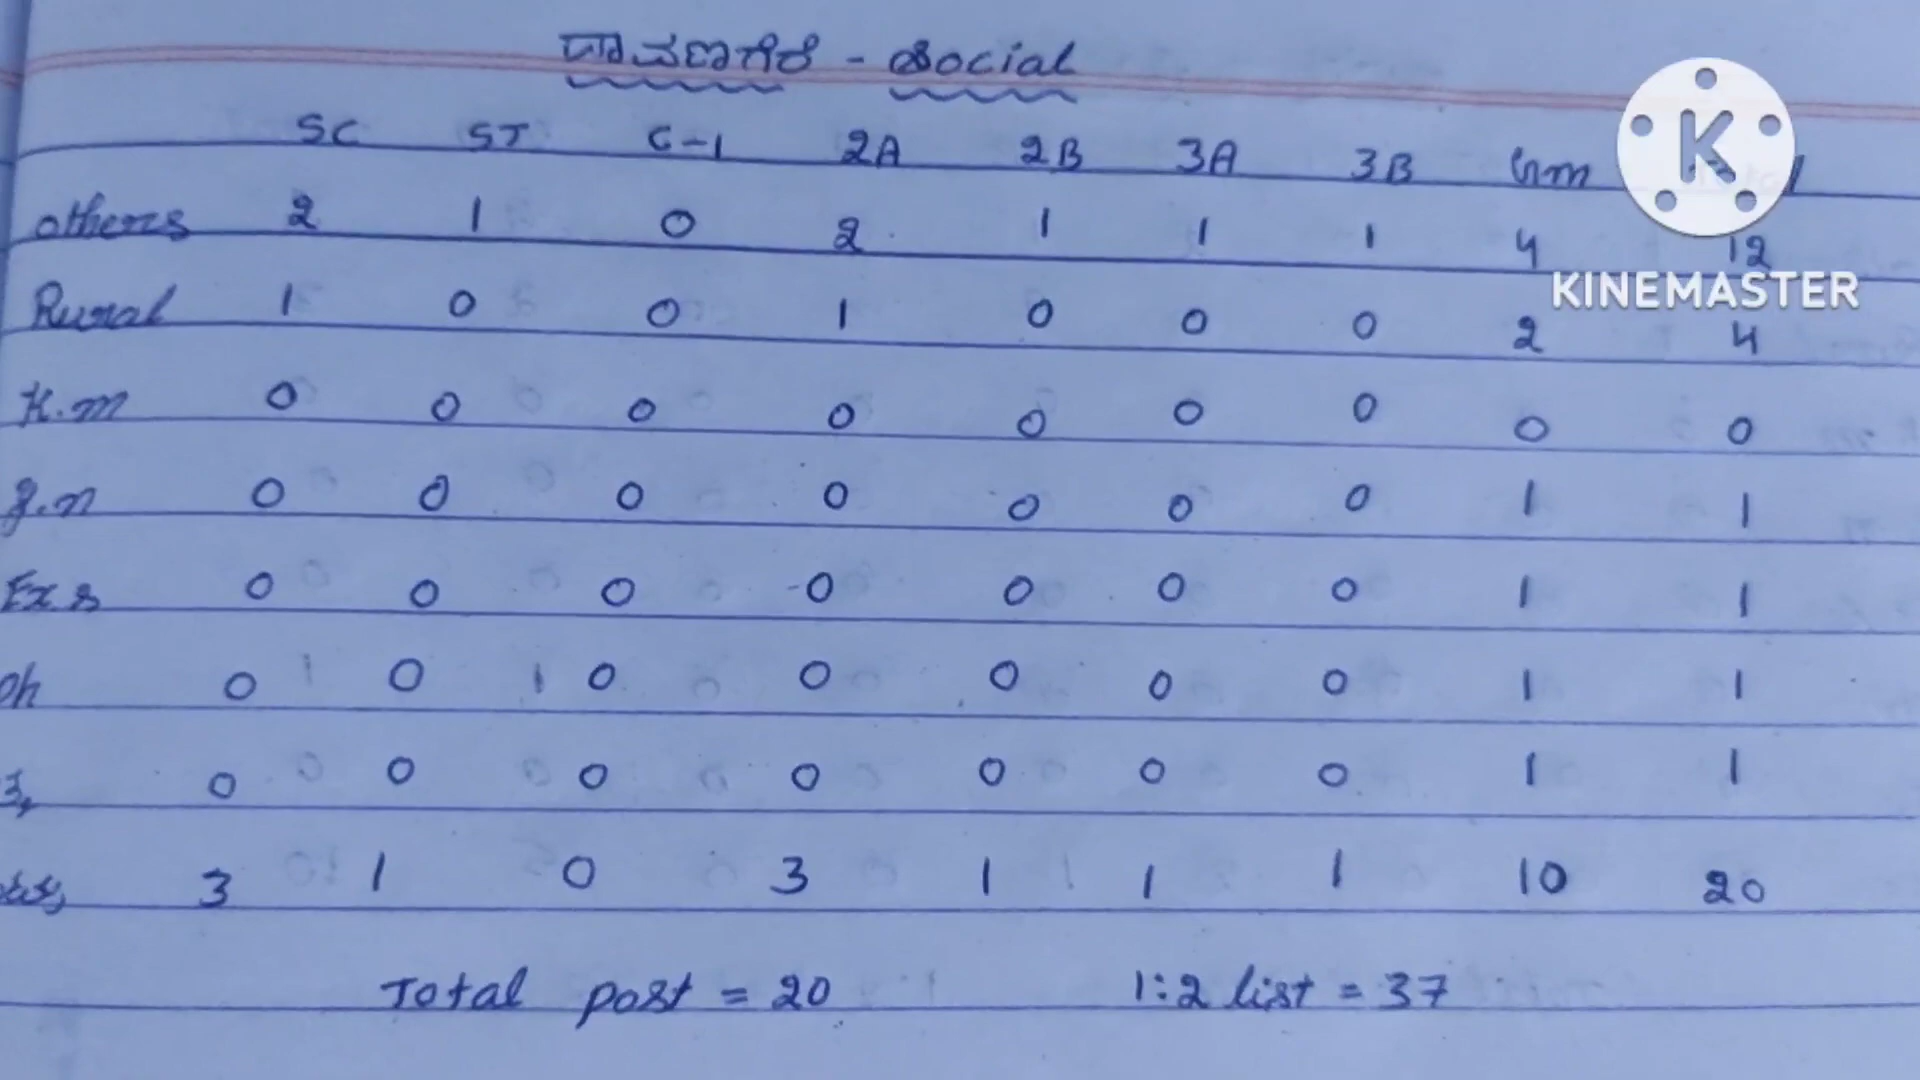 ದಾವಣಗೆರೆ - Social
SC ST C-1 2A 2B 3A 3B Gm
others 2 1 0 2 1 1 1 4 12
Rural 1 0 0 1 0 0 0 2 4
K.m 0 0 0 0 0 0 0 0 0
0 0 0 0 0 0 0 1 1
Ex.s 0 0 0 0 0 0 0 1 1
0 0 0 0 0 0 0 1 1
0 0 0 0 0 0 0 1 1
3 1 0 3 1 1 1 10 20
Total post = 20 1:2 list = 37
K
KINEMASTER